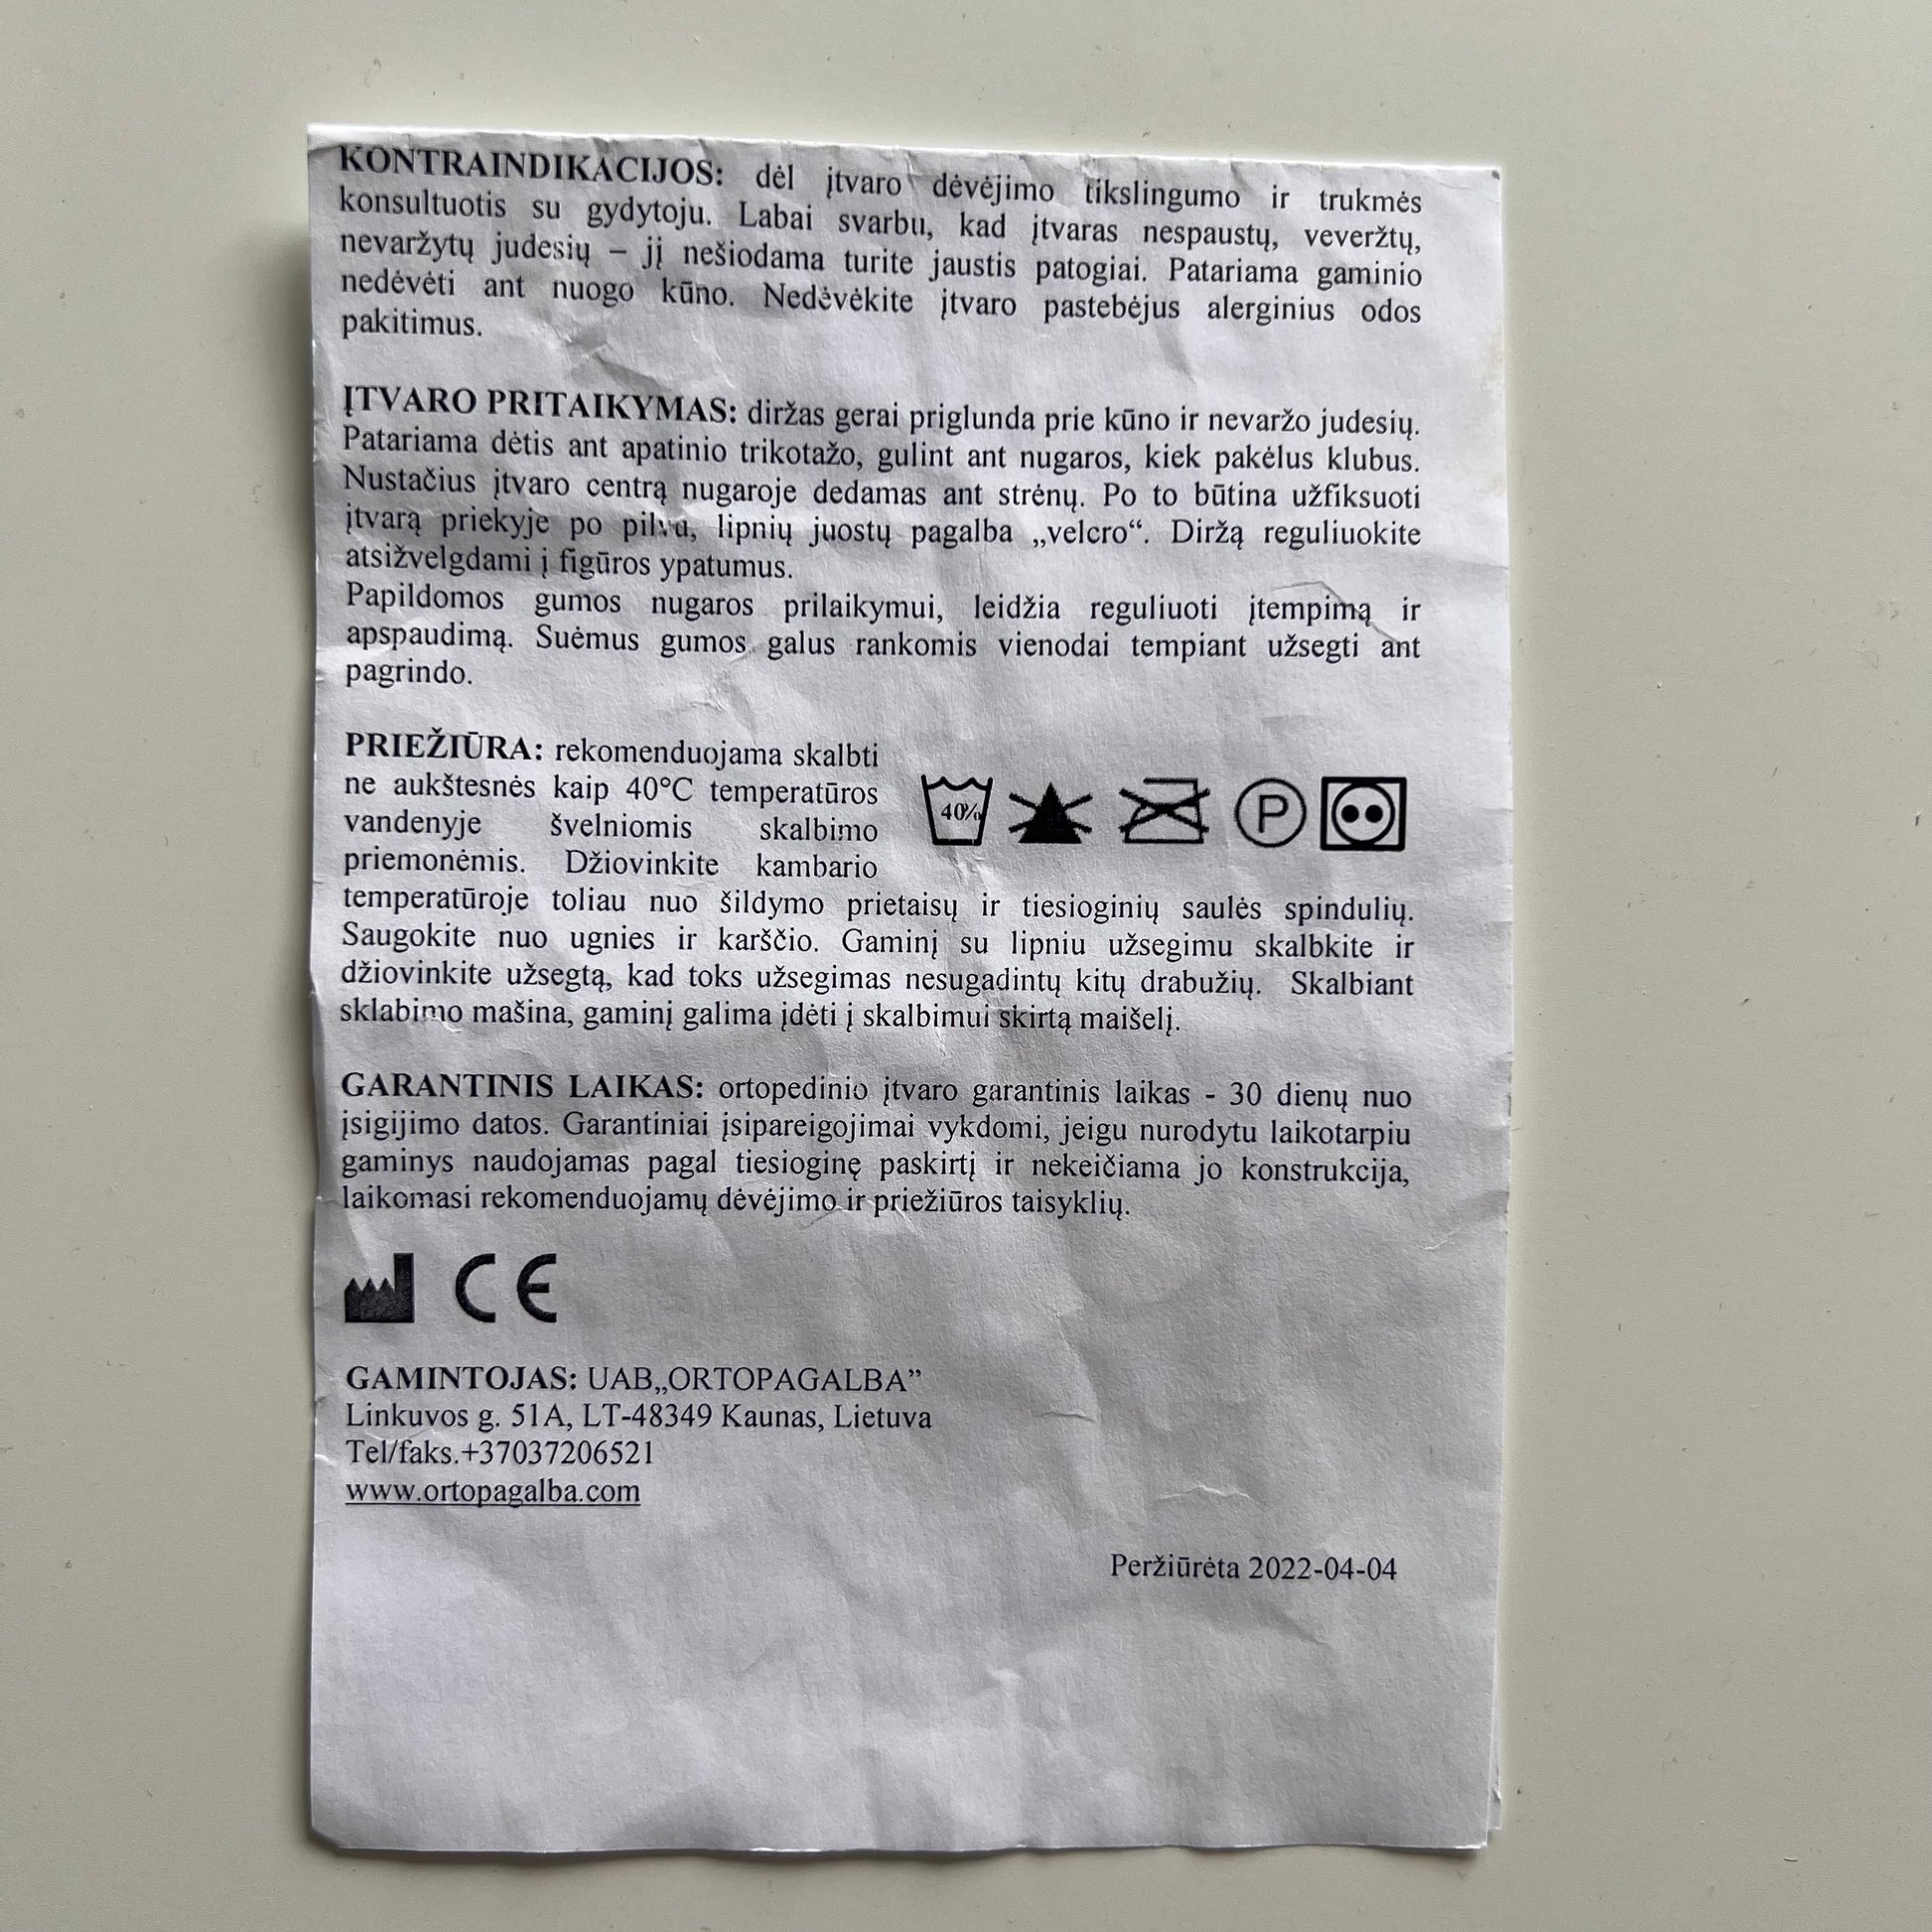 KONTRAINDIKACIJOS: dėl įtvaro dėvėjimo tikslingumo ir trukmės
konsultuotis su gydytoju. Labai svarbu, kad įtvaras nespaustų, veveržtų,
nevaržytų judesių – jį nešiodama turite jaustis patogiai. Patariama gaminio
nedėvėti ant nuogo kūno. Nedėvėkite įtvaro pastebėjus alerginius odos
pakitimus.
ĮTVARO PRITAIKYMAS: diržas gerai priglunda prie kūno ir nevaržo judesių.
Patariama dėtis ant apatinio trikotažo, gulint ant nugaros, kiek pakėlus klubus.
Nustačius įtvaro centrą nugaroje dedamas ant strėnų. Po to būtina užfiksuoti
įtvarą priekyje po pilvu, lipnių juostų pagalba „velcro“. Diržą reguliuokite
atsižvelgdami į figūros ypatumus.
Papildomos gumos nugaros prilaikymui, leidžia reguliuoti įtempimą ir
apspaudimą. Suėmus gumos galus rankomis vienodai tempiant užsegti ant
pagrindo.
PRIEŽIŪRA: rekomenduojama skalbti
ne aukštesnės kaip 40°C temperatūros
vandenyje švelniomis skalbimo
priemonėmis. Džiovinkite kambario
40%
P
temperatūroje toliau nuo šildymo prietaisų ir tiesioginių saulės spindulių.
Saugokite nuo ugnies ir karščio. Gaminį su lipniu užsegimu skalbkite ir
džiovinkite užsegtą, kad toks užsegimas nesugadintų kitų drabužių. Skalbiant
sklabimo mašina, gaminį galima įdėti į skalbimui skirtą maišelį.
GARANTINIS LAIKAS: ortopedinio įtvaro garantinis laikas - 30 dienų nuo
įsigijimo datos. Garantiniai įsipareigojimai vykdomi, jeigu nurodytu laikotarpiu
gaminys naudojamas pagal tiesioginę paskirtį ir nekeičiama jo konstrukcija,
laikomasi rekomenduojamų dėvėjimo ir priežiūros taisyklių.
CE
GAMINTOJAS: UAB„ORTOPAGALBA”
Linkuvos g. 51A, LT-48349 Kaunas, Lietuva
Tel/faks.+37037206521
www.ortopagalba.com
Peržiūrėta 2022-04-04